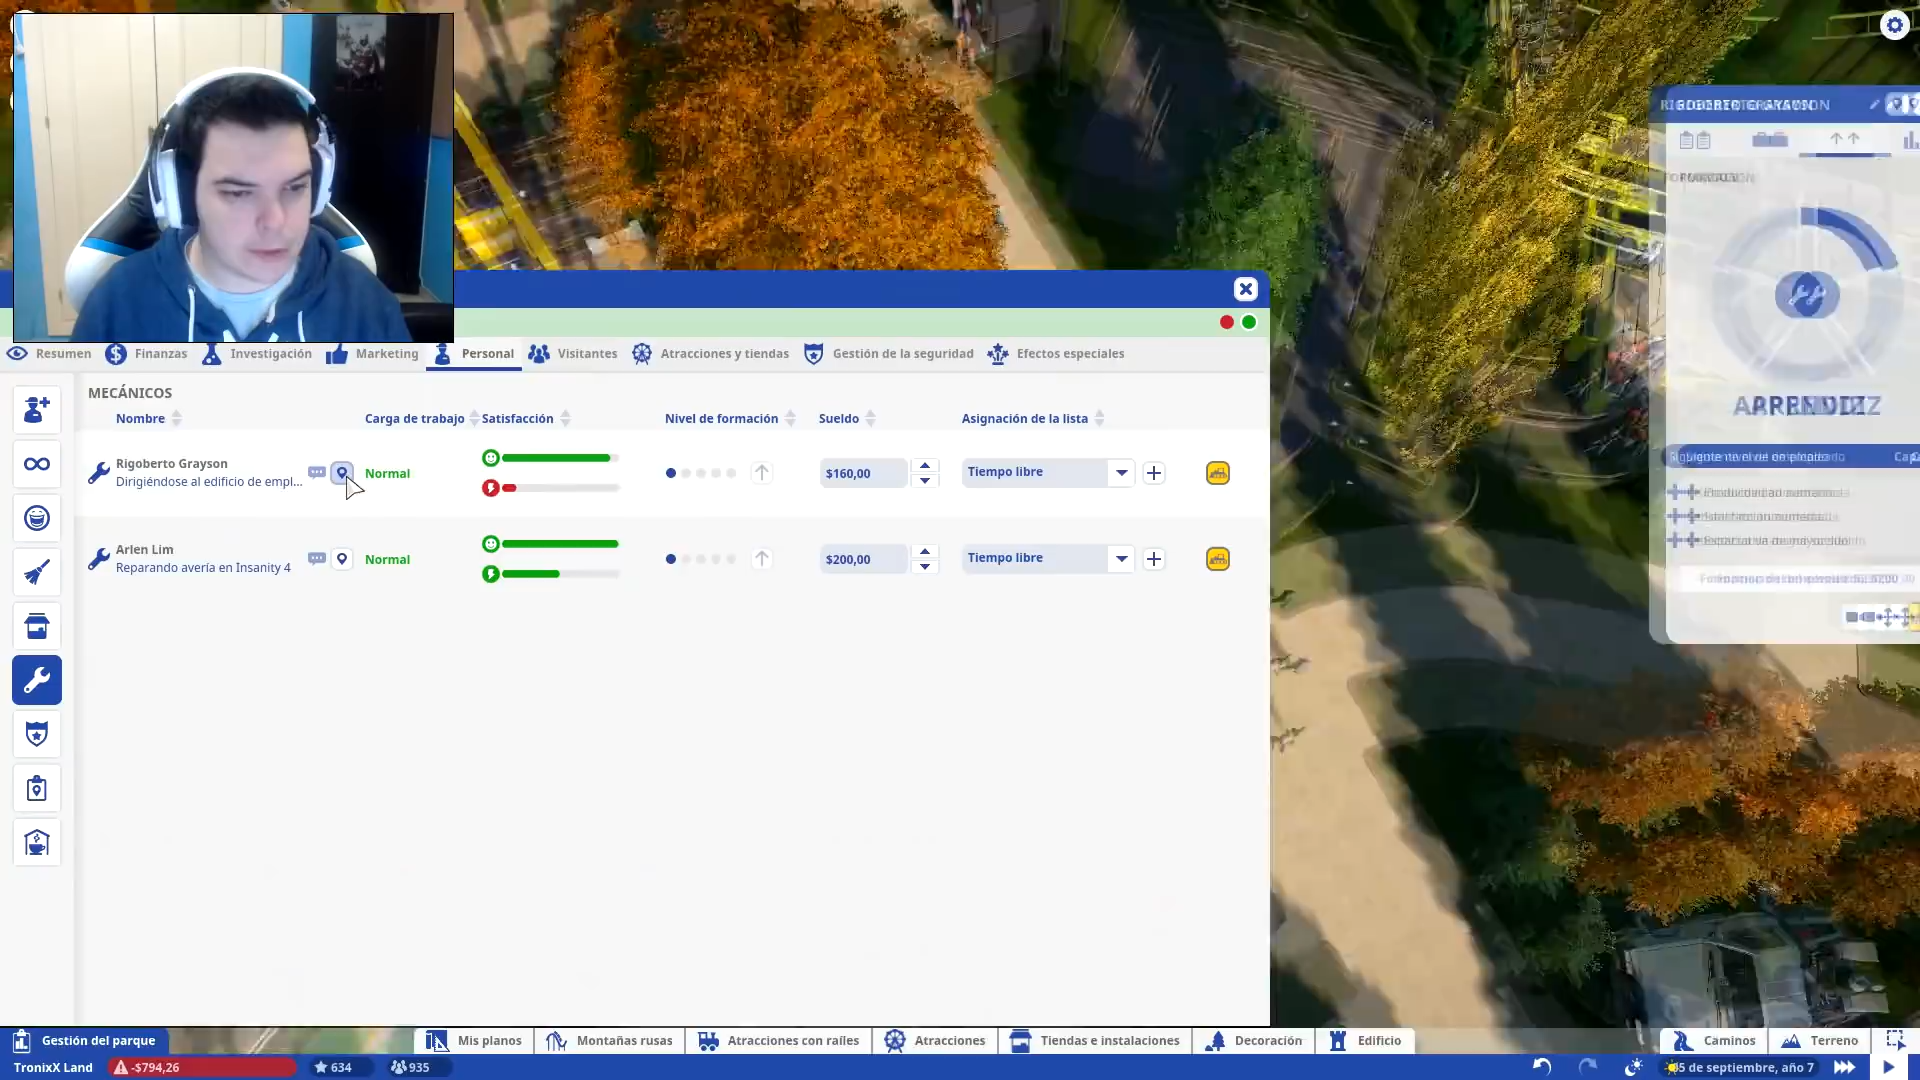 Resumen Finanzas Investigación Marketing Personal Visitantes Atracciones y tiendas Gestión de la seguridad Efectos especiales
MECÁNICOS
Nombre Carga de trabajo Satisfacción Nivel de formación Sueldo Asignación de la lista
Rigoberto Grayson
Dirigiéndose al edificio de empl...
Normal
$160,00
Tiempo libre
Arlen Lim
Reparando avería en Insanity 4
Normal
$200,00
Tiempo libre
Gestión del parque
Mis planos Montañas rusas Atracciones con raíles Atracciones Tiendas e instalaciones Decoración Edificio
Caminos Terreno
TronixX Land -$794,26 634 935
de septiembre, año 7